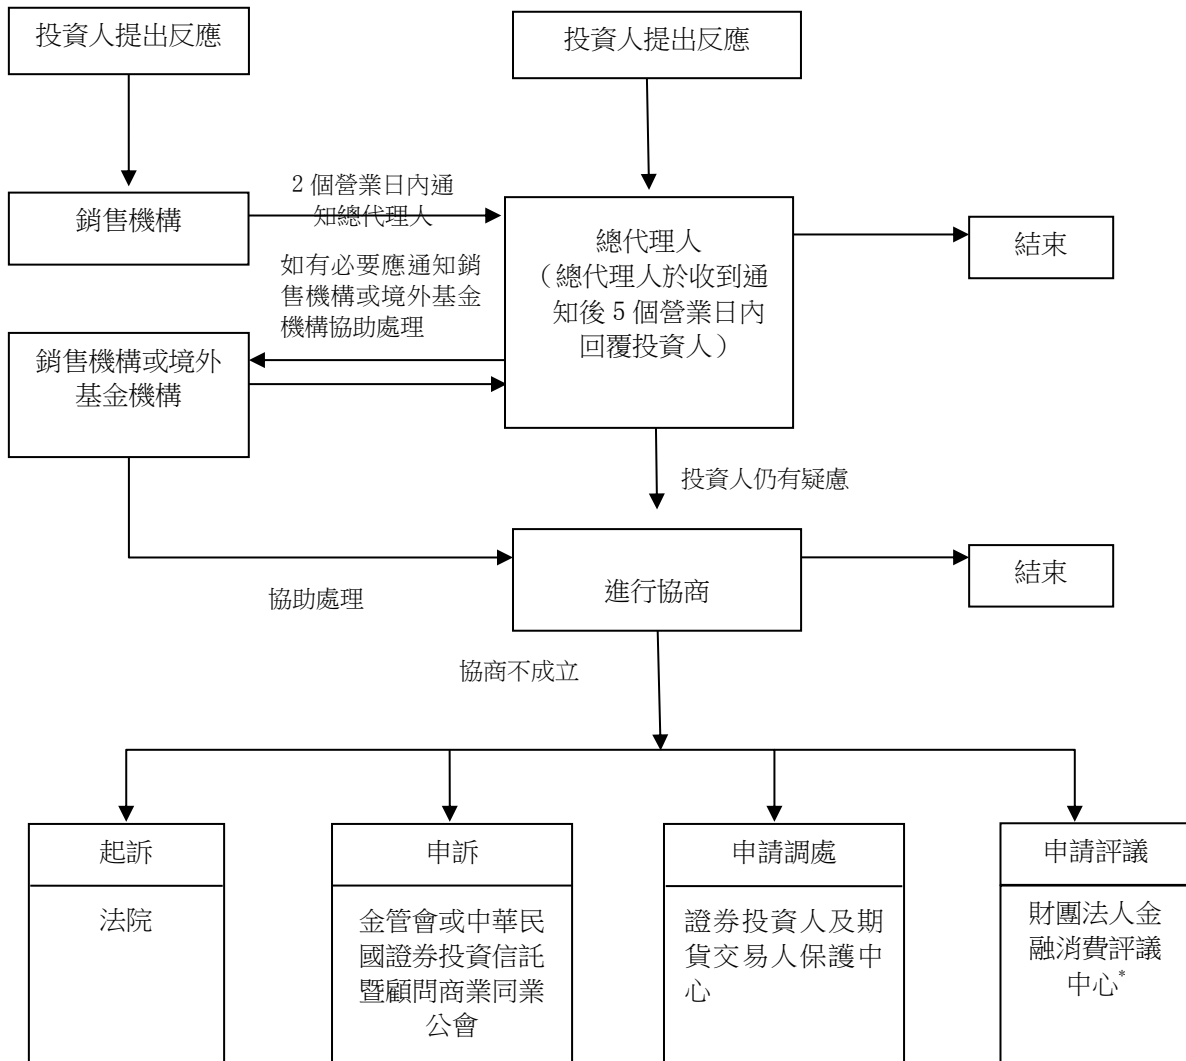 投資人提出反應
投資人提出反應
2 個營業日內通
知總代理人
銷售機構
總代理人
（總代理人於收到通
知後 5 個營業日內
回覆投資人）
結束
如有必要應通知銷
售機構或境外基金
機構協助處理
銷售機構或境外
基金機構
投資人仍有疑慮
進行協商
結束
協助處理
協商不成立
起訴
法院
申訴
金管會或中華民
國證券投資信託
暨顧問商業同業
公會
申請調處
證券投資人及期
貨交易人保護中
心
申請評議
財團法人金
融消費評議
中心*